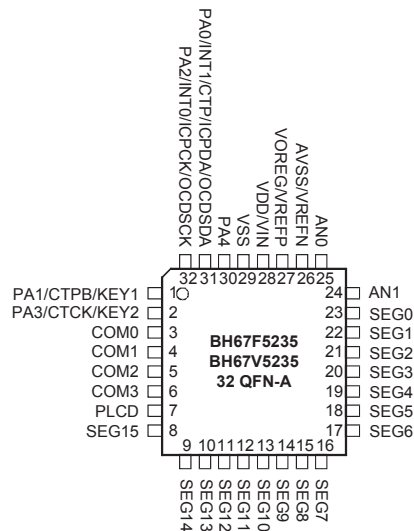 PA2/INT0/ICPCK/OCDSCK
PA0/INT1/CTP/ICPDA/OCDSDA
PA4
VSS
VDD/VIN
VOREG/VREFP
AVSS/VREFN
AN0
32 31 30 29 28 27 26 25
PA1/CTPB/KEY1 1
PA3/CTCK/KEY2 2
COM0 3
COM1 4
COM2 5
COM3 6
PLCD 7
SEG15 8
BH67F5235
BH67V5235
32 QFN-A
24 AN1
23 SEG0
22 SEG1
21 SEG2
20 SEG3
19 SEG4
18 SEG5
17 SEG6
9 10 11 12 13 14 15 16
SEG14
SEG13
SEG12
SEG11
SEG10
SEG9
SEG8
SEG7